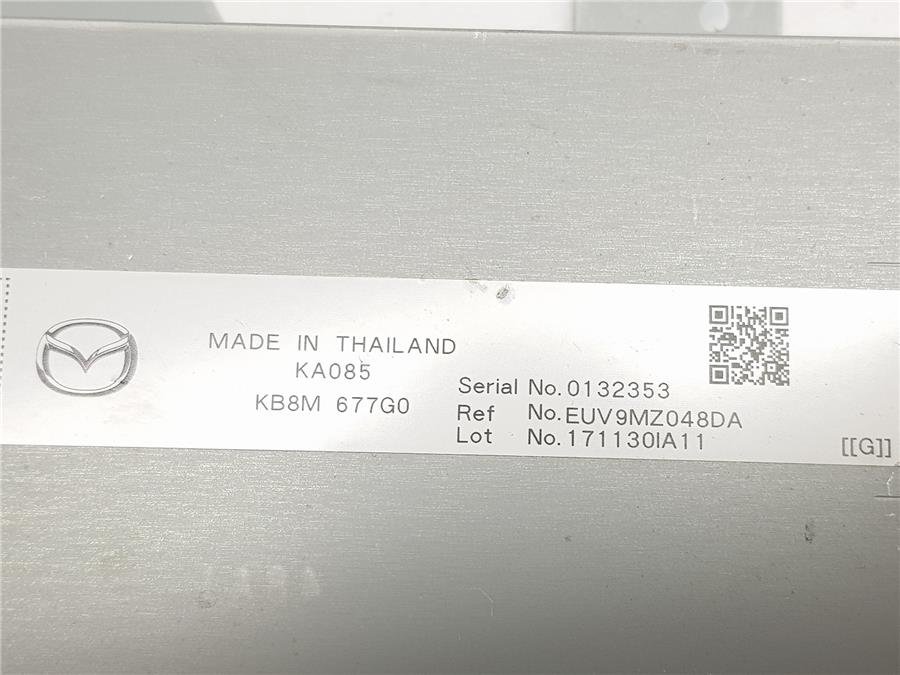 MADE IN THAILAND
KA085
KB8M 677G0
Serial No. 0132353
Ref No. EUV9MZ048DA
Lot No. 171130IA11
[[G]]